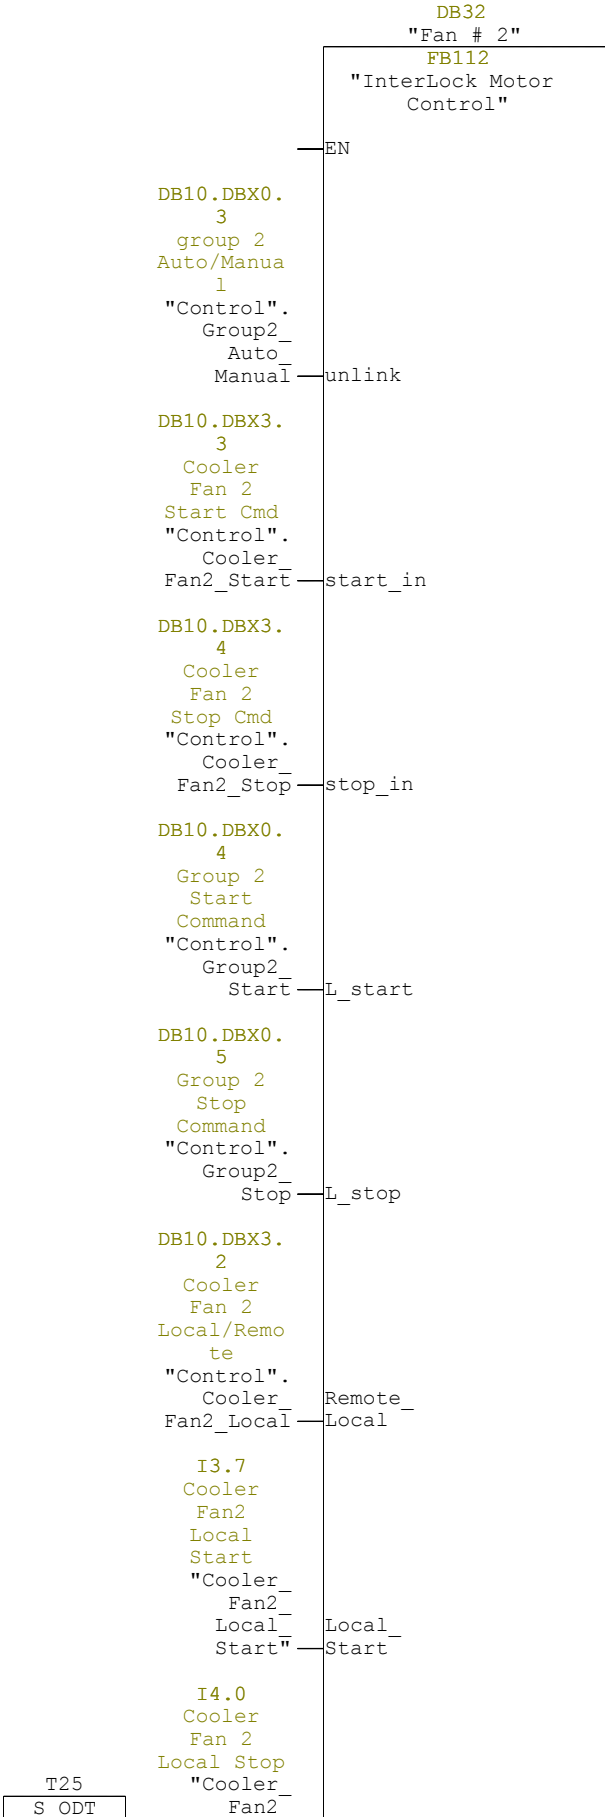 DB32
"Fan # 2"
FB112
"InterLock Motor
Control"
EN
DB10.DBX0.
3
group 2
Auto/Manua
l
"Control".
Group2_
Auto_
Manual
unlink
DB10.DBX3.
3
Cooler
Fan 2
Start Cmd
"Control".
Cooler_
Fan2_Start
start_in
DB10.DBX3.
4
Cooler
Fan 2
Stop Cmd
"Control".
Cooler_
Fan2_Stop
stop_in
DB10.DBX0.
4
Group 2
Start
Command
"Control".
Group2_
Start
L_start
DB10.DBX0.
5
Group 2
Stop
Command
"Control".
Group2_
Stop
L_stop
DB10.DBX3.
2
Cooler
Fan 2
Local/Remo
te
"Control".
Cooler_
Fan2_Local
Remote_
Local
I3.7
Cooler
Fan2
Local
Start
"Cooler_
Fan2_
Local_
Start"
Local_
Start
I4.0
Cooler
Fan 2
Local Stop
"Cooler_
Fan2
T25
S ODT